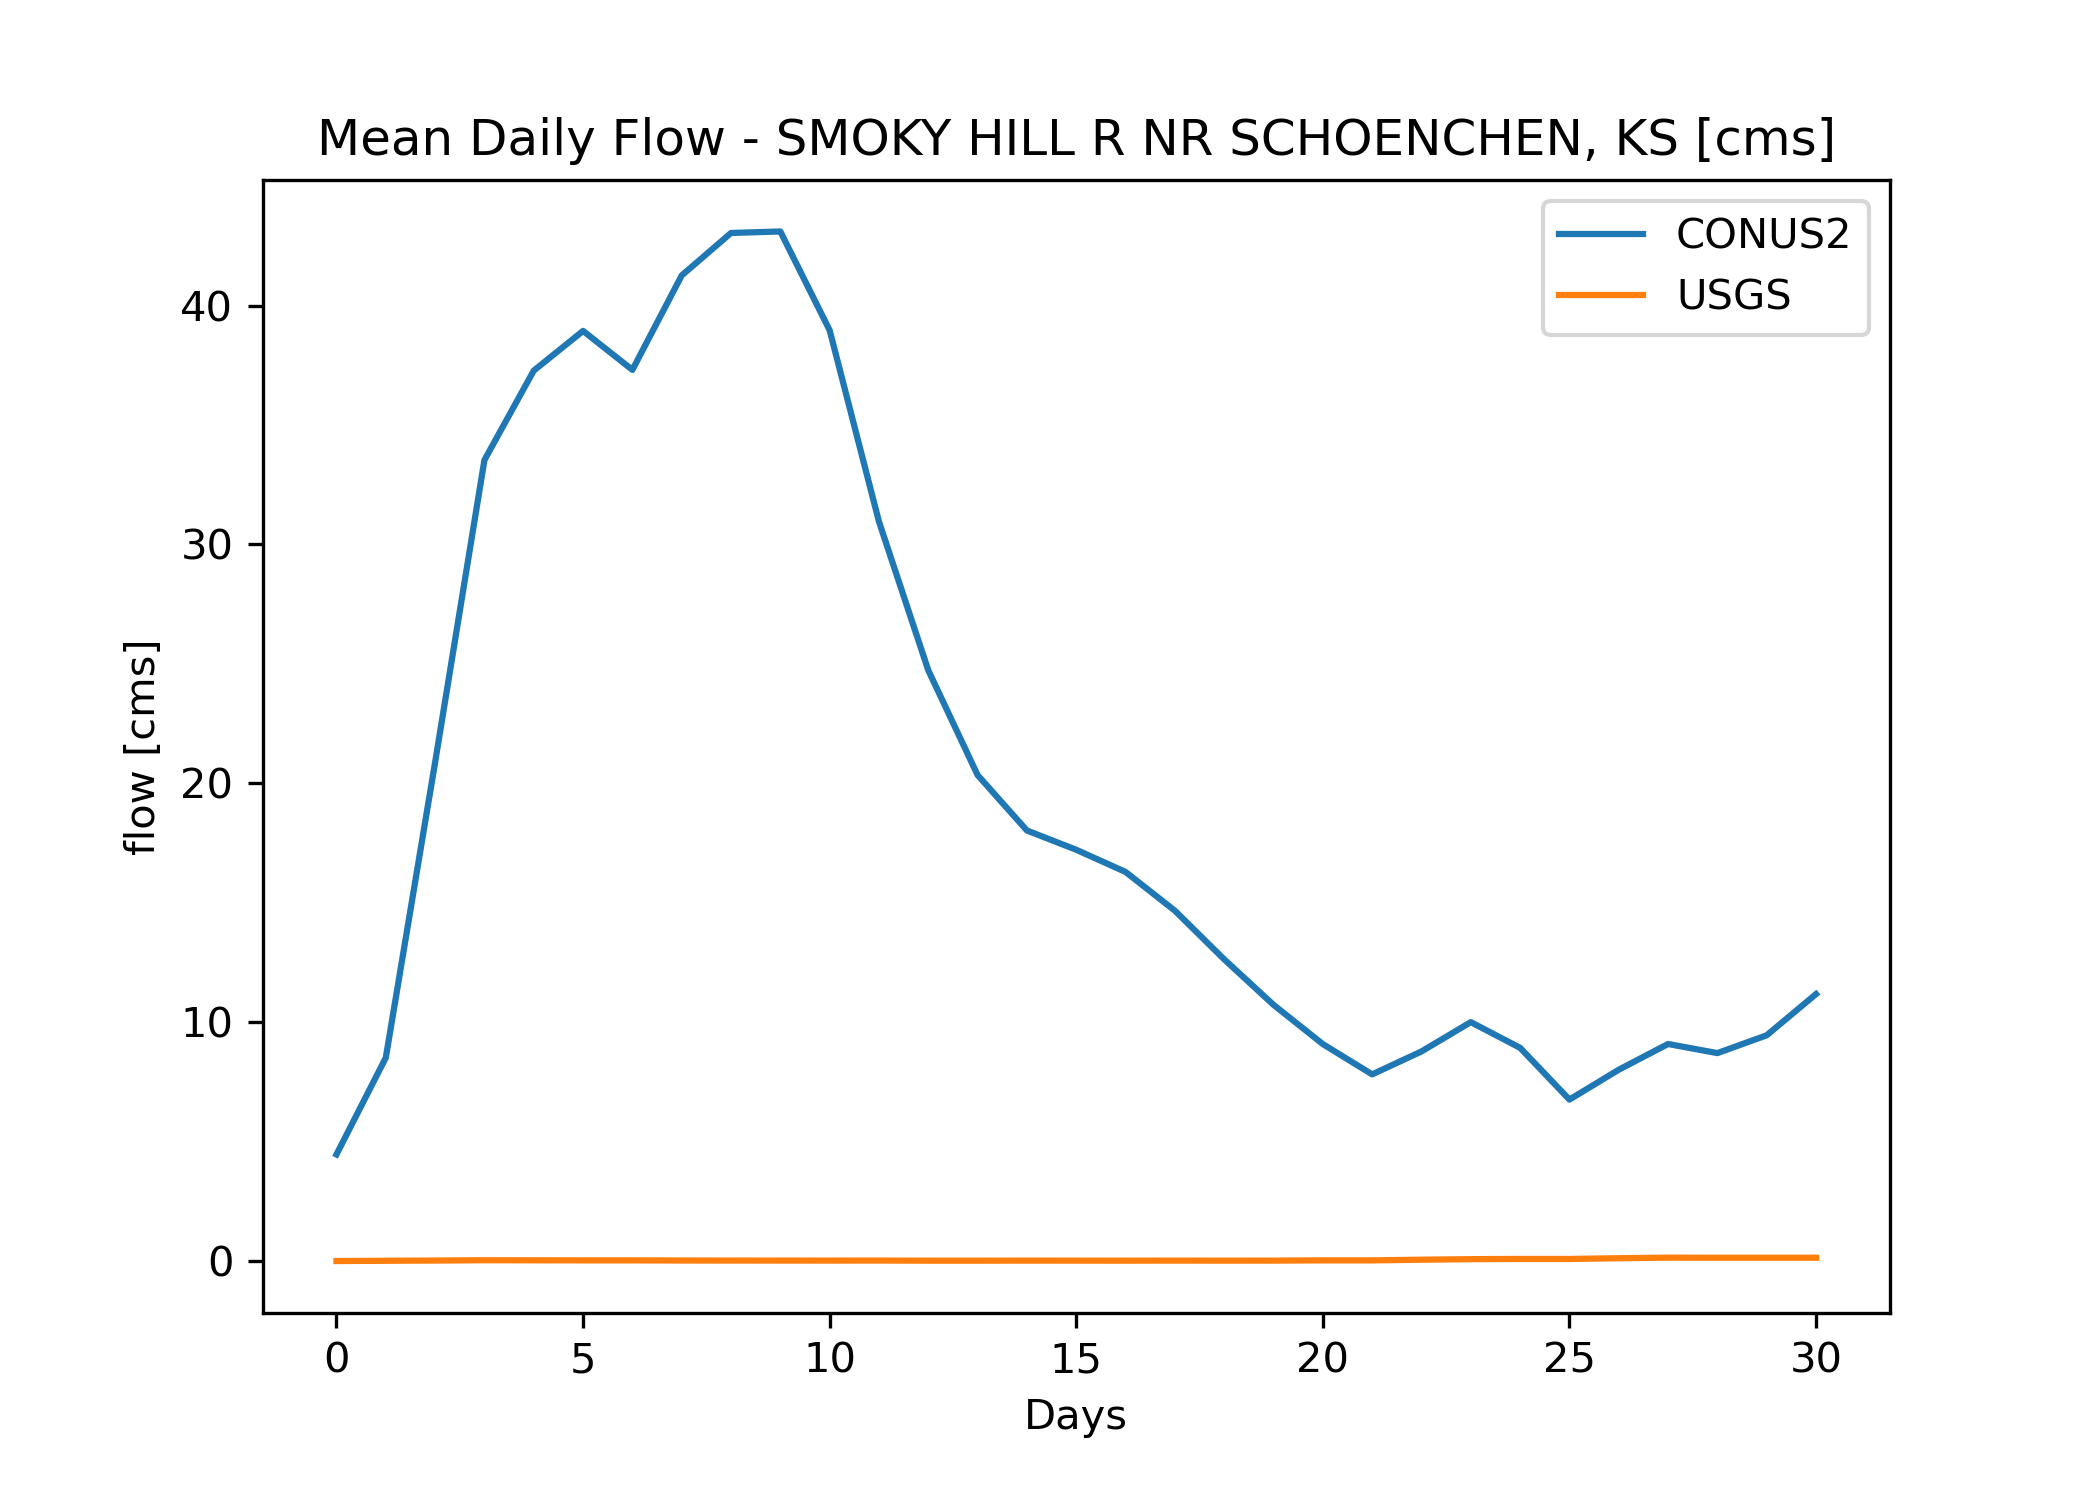 Mean Daily Flow - SMOKY HILL R NR SCHOENCHEN, KS [cms]
CONUS2
USGS
40
30
20
10
0
flow [cms]
0 5 10 15 20 25 30
Days